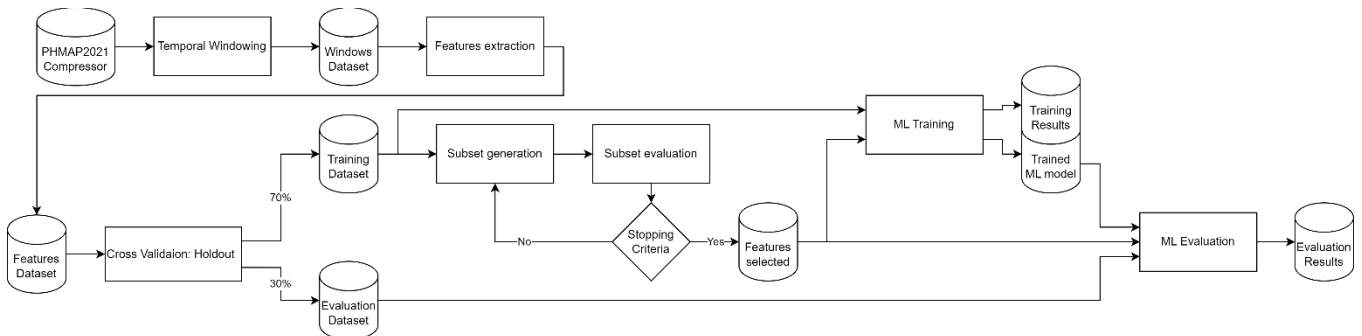 PHMAP2021
Compressor
Temporal Windowing
Windows
Dataset
Features extraction
Training
Dataset
Subset generation
Subset evaluation
ML Training
Training
Results
Trained
ML model
70%
Features
Dataset
Cross Validaion: Holdout
30%
Evaluation
Dataset
No
Stopping
Criteria
Yes
Features
selected
ML Evaluation
Evaluation
Results